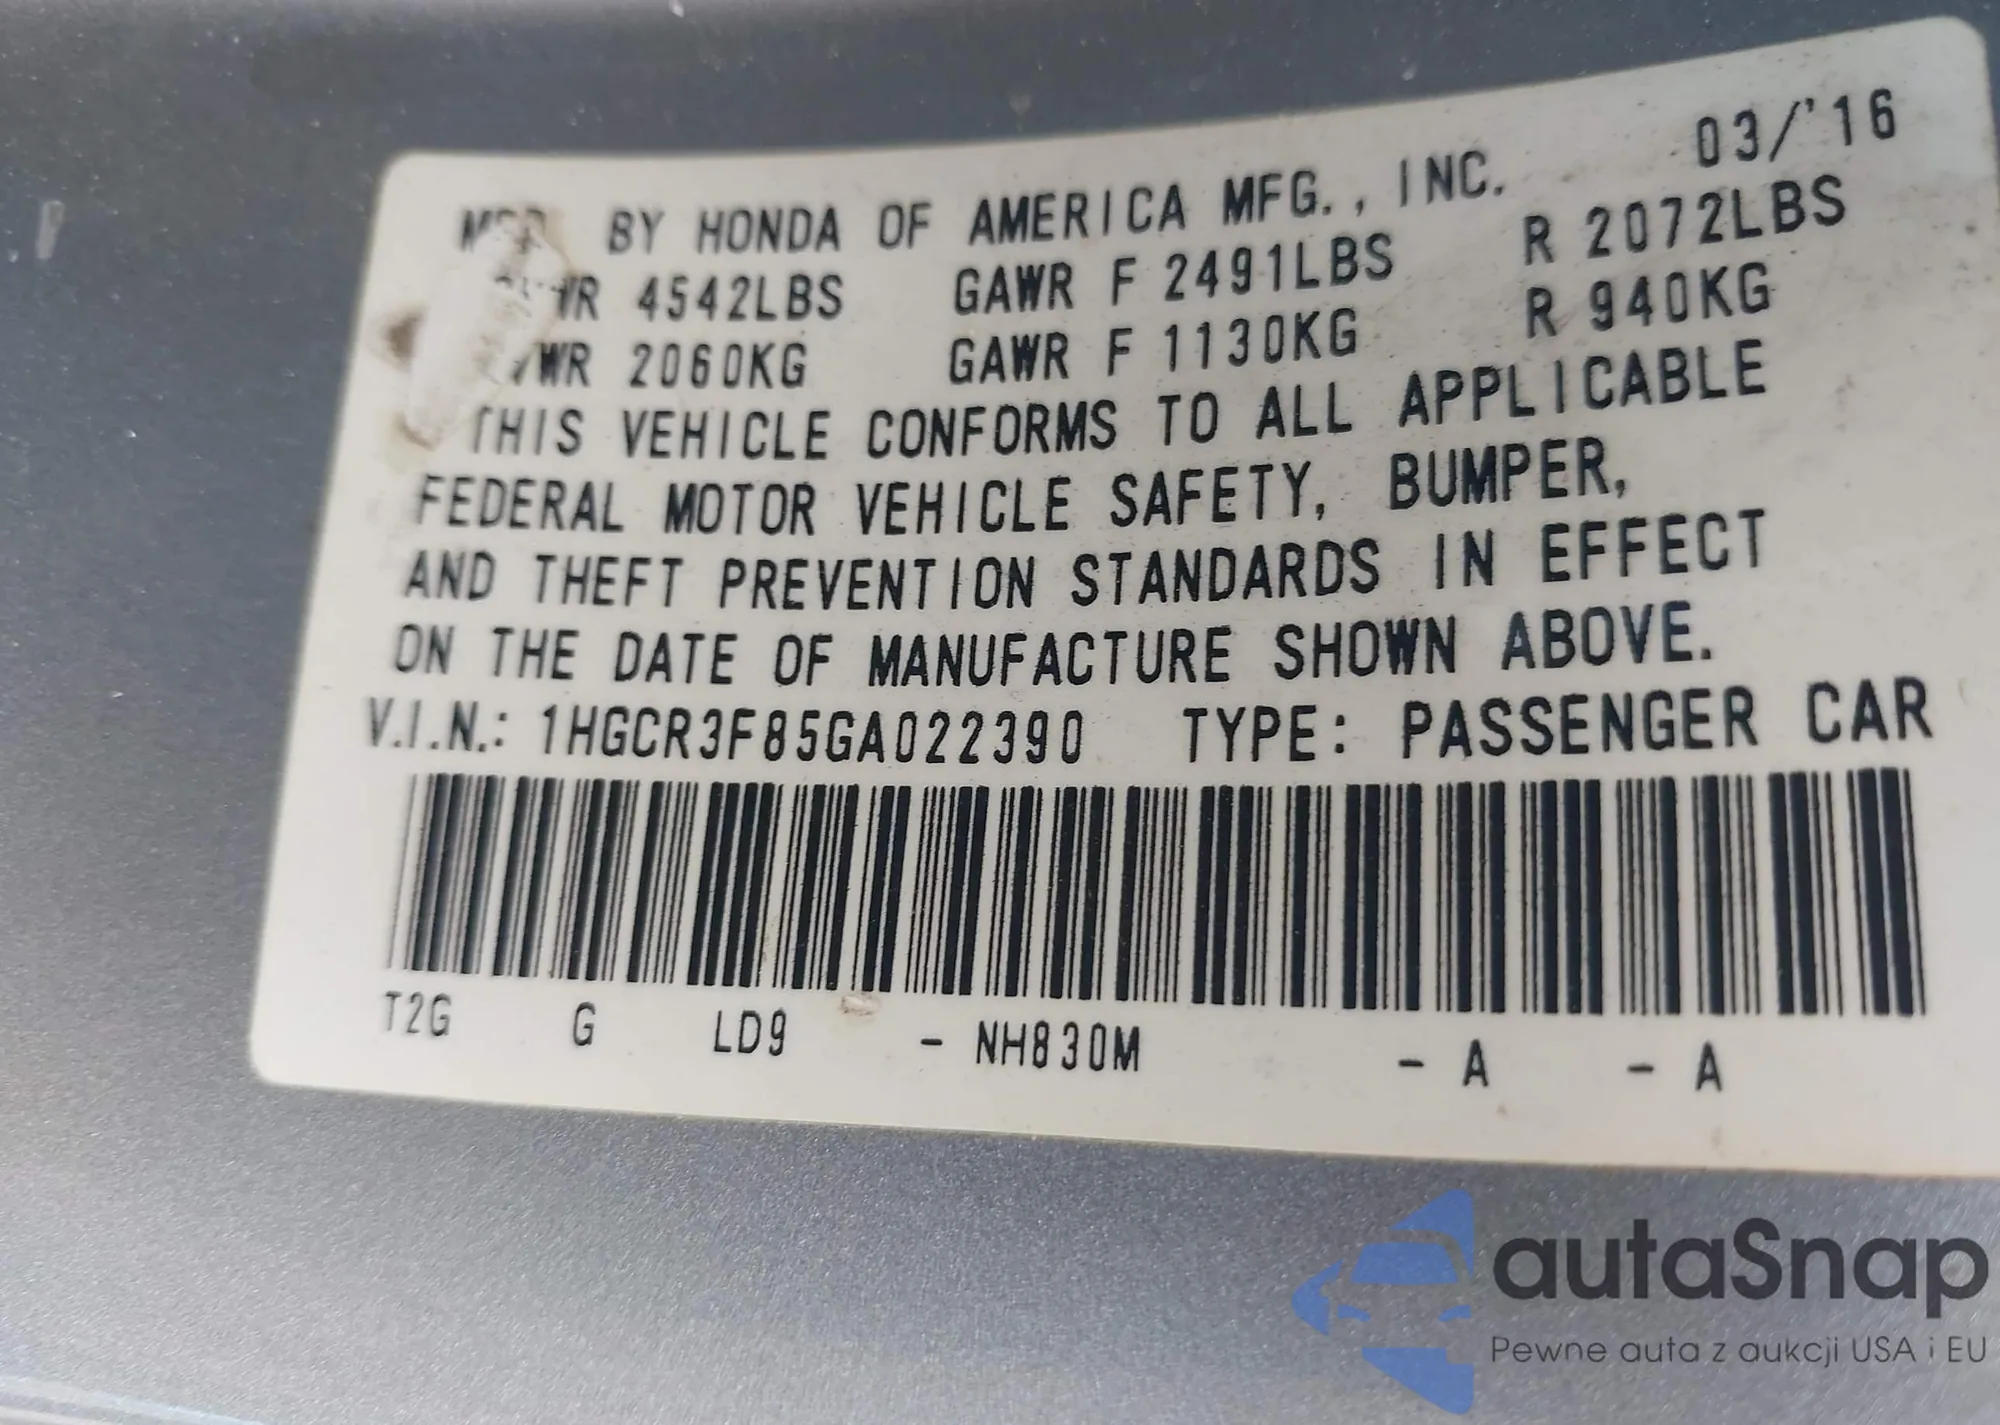 BY HONDA OF AMERICA MFG., INC. 03/'16
4542LBS GAWR F 2491LBS R 2072LBS
2060KG GAWR F 1130KG R 940KG
THIS VEHICLE CONFORMS TO ALL APPLICABLE
FEDERAL MOTOR VEHICLE SAFETY, BUMPER,
AND THEFT PREVENTION STANDARDS IN EFFECT
ON THE DATE OF MANUFACTURE SHOWN ABOVE.
V.I.N.: 1HGCR3F85GA022390 TYPE: PASSENGER CAR
T2G G LD9 - NH830M - A - A
autaSnap
Pewne auta z aukcji USA i EU